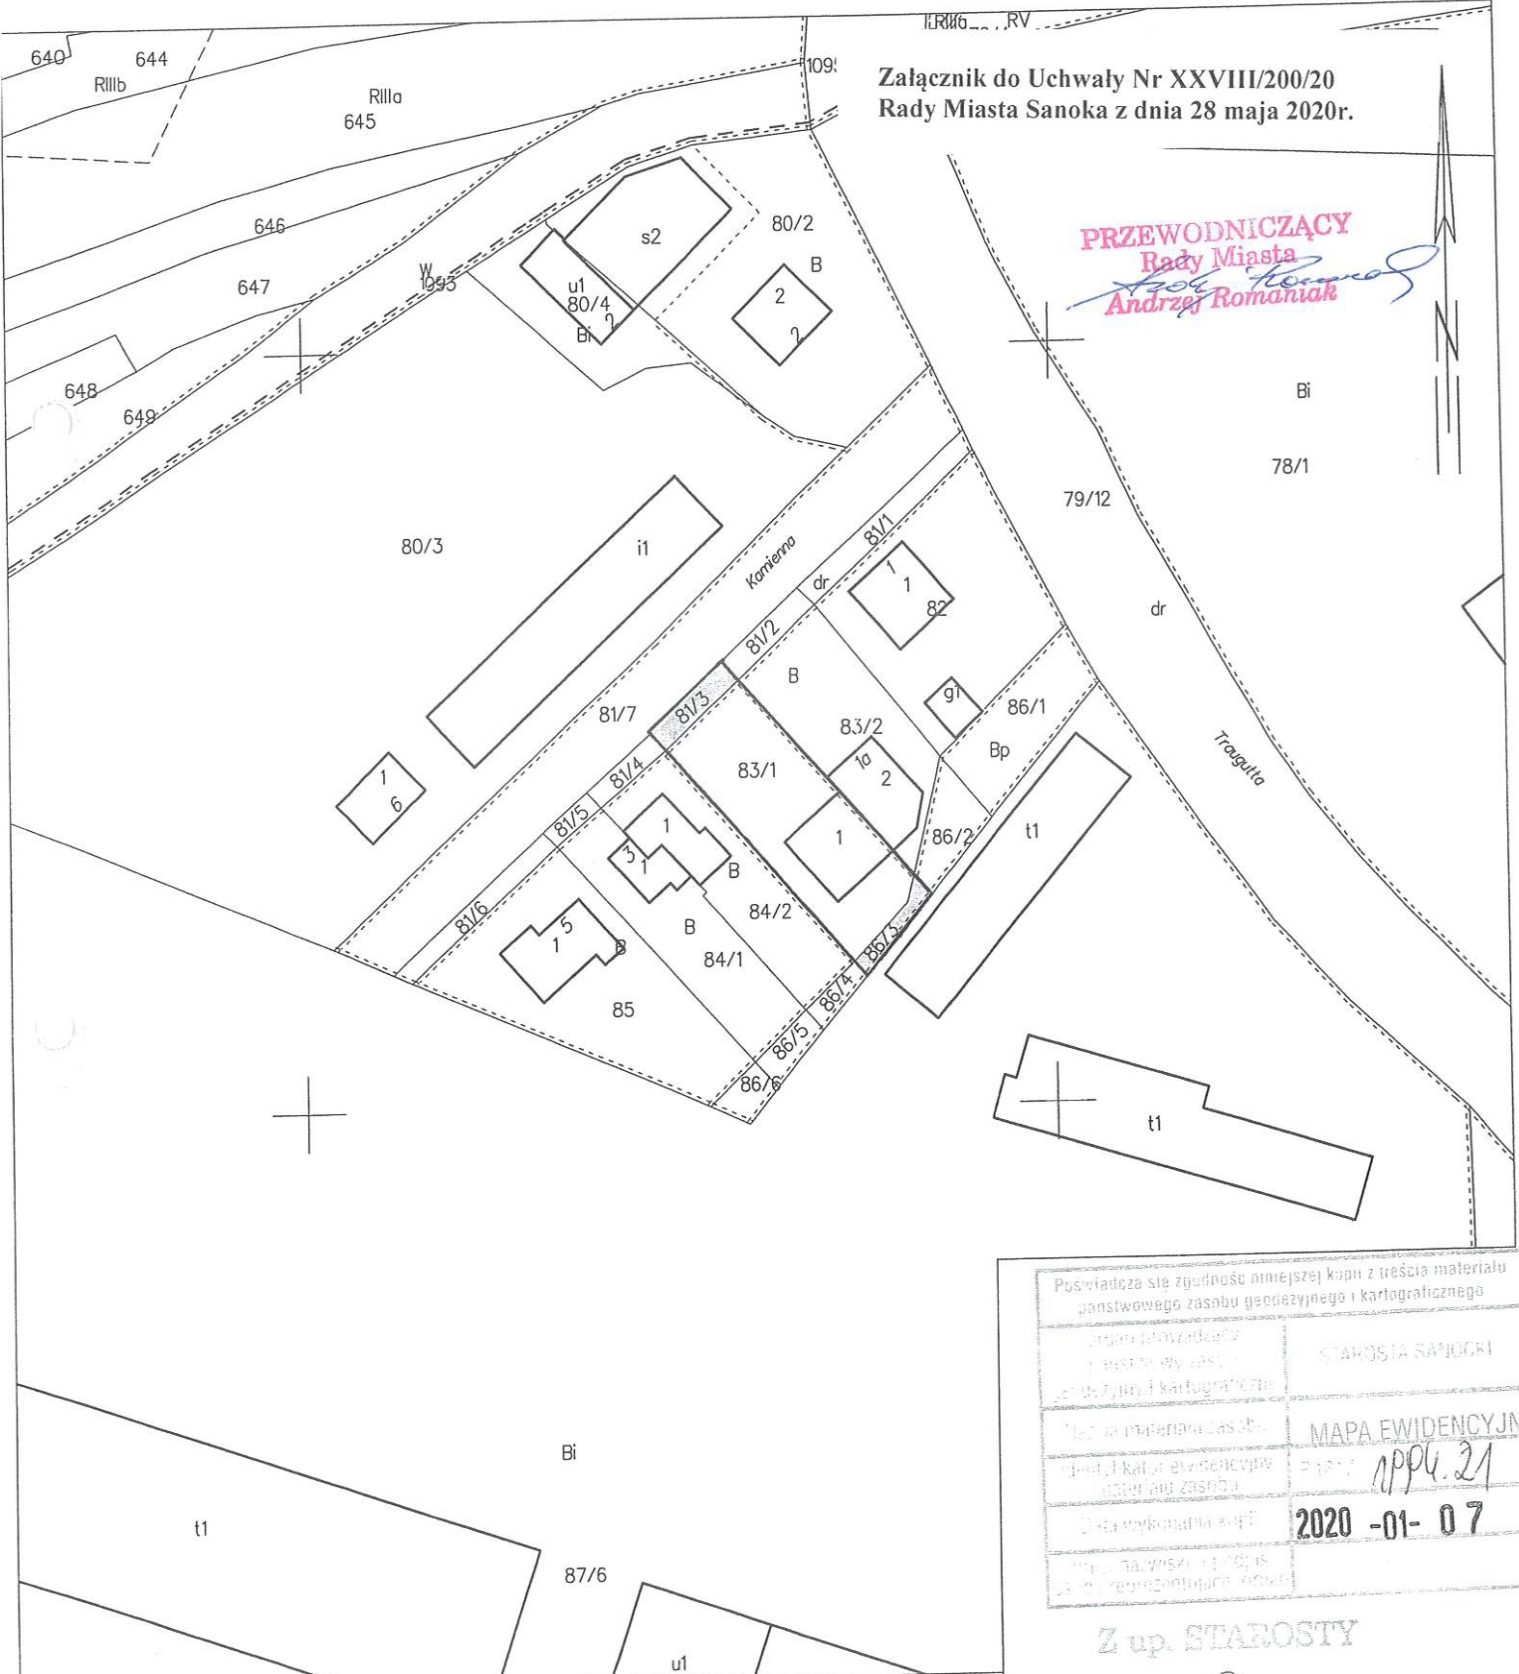 RV
640
644
RIIIb
RIIIa
645
Załącznik do Uchwały Nr XXVIII/200/20
Rady Miasta Sanoka z dnia 28 maja 2020r.
646
647
648
649
W
1093
s2
u1
80/4
2
Bi
80/2
B
2
2
PRZEWODNICZĄCY
Rady Miasta
Andrzej Romaniak
N
Bi
78/1
79/12
dr
Traugutta
80/3
i1
Kamienna
81/1
dr
1
1
82
81/2
B
g1
86/1
Bp
81/7
81/3
83/2
83/1
1a
2
1
6
81/4
81/5
1
3
1
B
1
86/2
t1
81/6
84/2
B
84/1
5
1
B
85
86/3
86/4
86/5
86/6
t1
Poświadcza się zgodność niniejszej kopii z treścią materiału
państwowego zasobu geodezyjnego i kartograficznego
STAROSTA SANOCKI
MAPA EWIDENCYJN
2020 -01- 07
Z up. STAROSTY
Bi
t1
87/6
u1